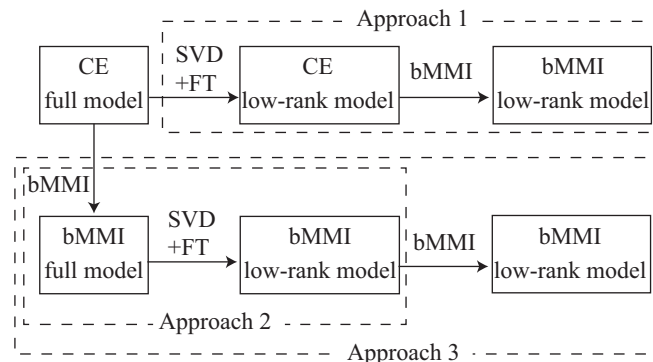 Approach 1
CE
full model
SVD
+FT
CE
low-rank model
bMMI
bMMI
low-rank model
bMMI
bMMI
full model
SVD
+FT
bMMI
low-rank model
bMMI
bMMI
low-rank model
Approach 2
Approach 3